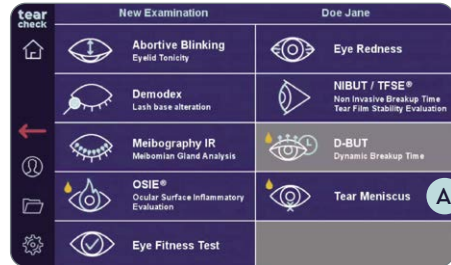 tear
check
New Examination
Doe Jane
Abortive Blinking
Eyelid Tonicity
Eye Redness
Demodex
Lash base alteration
NIBUT / TFSE®
Non Invasive Breakup Time
Tear Film Stability Evaluation
Meibography IR
Meibomian Gland Analysis
D-BUT
Dynamic Breakup Time
OSIE®
Ocular Surface Inflammatory
Evaluation
Tear Meniscus
A
Eye Fitness Test